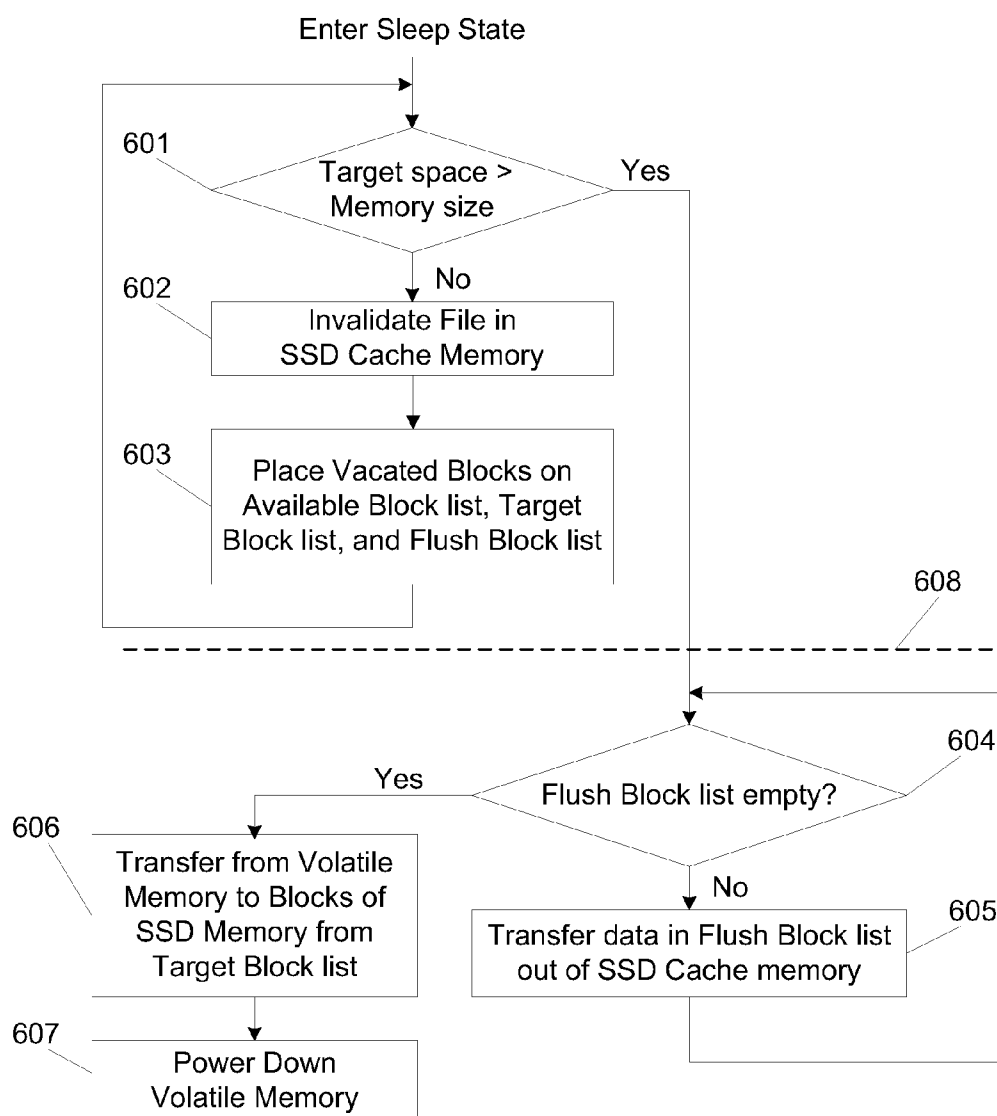 Enter Sleep State
601
Target space >
Memory size
Yes
No
602
Invalidate File in
SSD Cache Memory
603
Place Vacated Blocks on
Available Block list, Target
Block list, and Flush Block list
608
604
Flush Block list empty?
Yes
No
606
Transfer from Volatile
Memory to Blocks of
SSD Memory from
Target Block list
605
Transfer data in Flush Block list
out of SSD Cache memory
607
Power Down
Volatile Memory